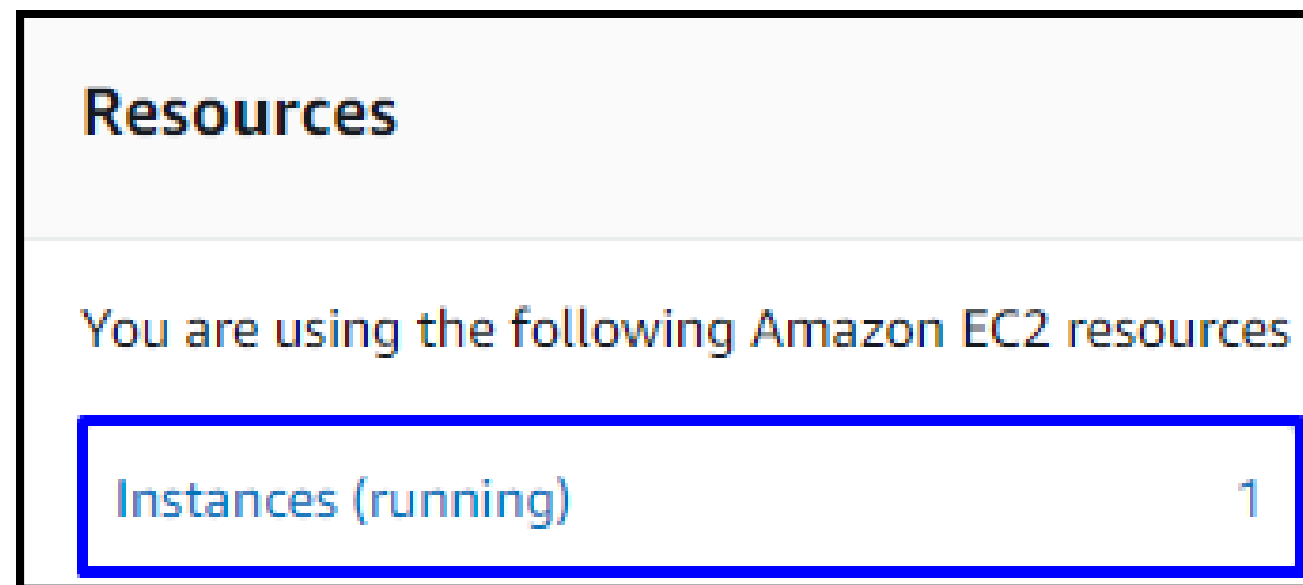 Resources
You are using the following Amazon EC2 resources
Instances (running) 1